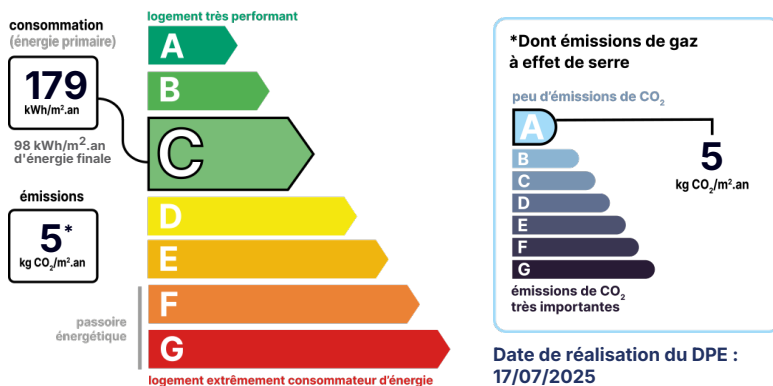 logement très performant
consommation
(énergie primaire)
179
kWh/m².an
98 kWh/m².an
d'énergie finale
émissions
5*
kg CO₂/m².an
passoire
énergétique
A
B
C
D
E
F
G
logement extrêmement consommateur d'énergie
*Dont émissions de gaz
à effet de serre
peu d'émissions de CO₂
A
B
C
D
E
F
G
5
kg CO₂/m².an
émissions de CO₂
très importantes
Date de réalisation du DPE :
17/07/2025